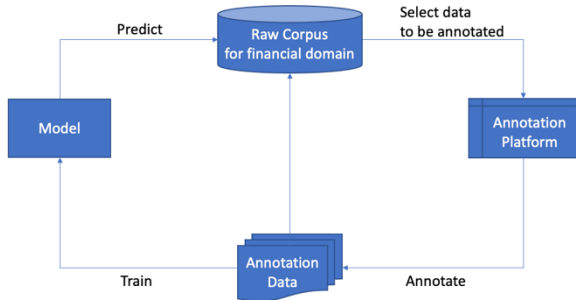 Predict
Raw Corpus
for financial domain
Select data
to be annotated
Model
Annotation
Platform
Annotation
Data
Train
Annotate